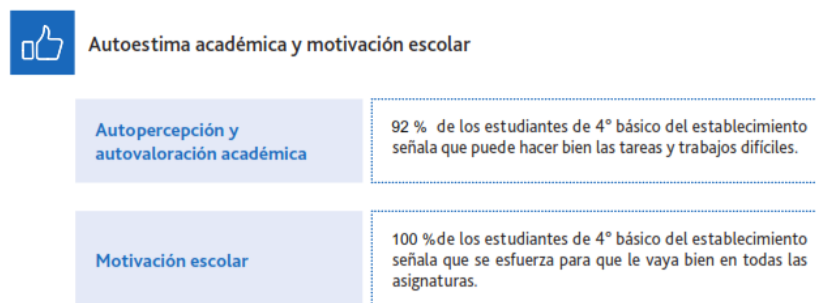 Autoestima académica y motivación escolar
Autopercepción y
autovaloración académica
92 % de los estudiantes de 4° básico del establecimiento
señala que puede hacer bien las tareas y trabajos difíciles.
Motivación escolar
100 %de los estudiantes de 4° básico del establecimiento
señala que se esfuerza para que le vaya bien en todas las
asignaturas.